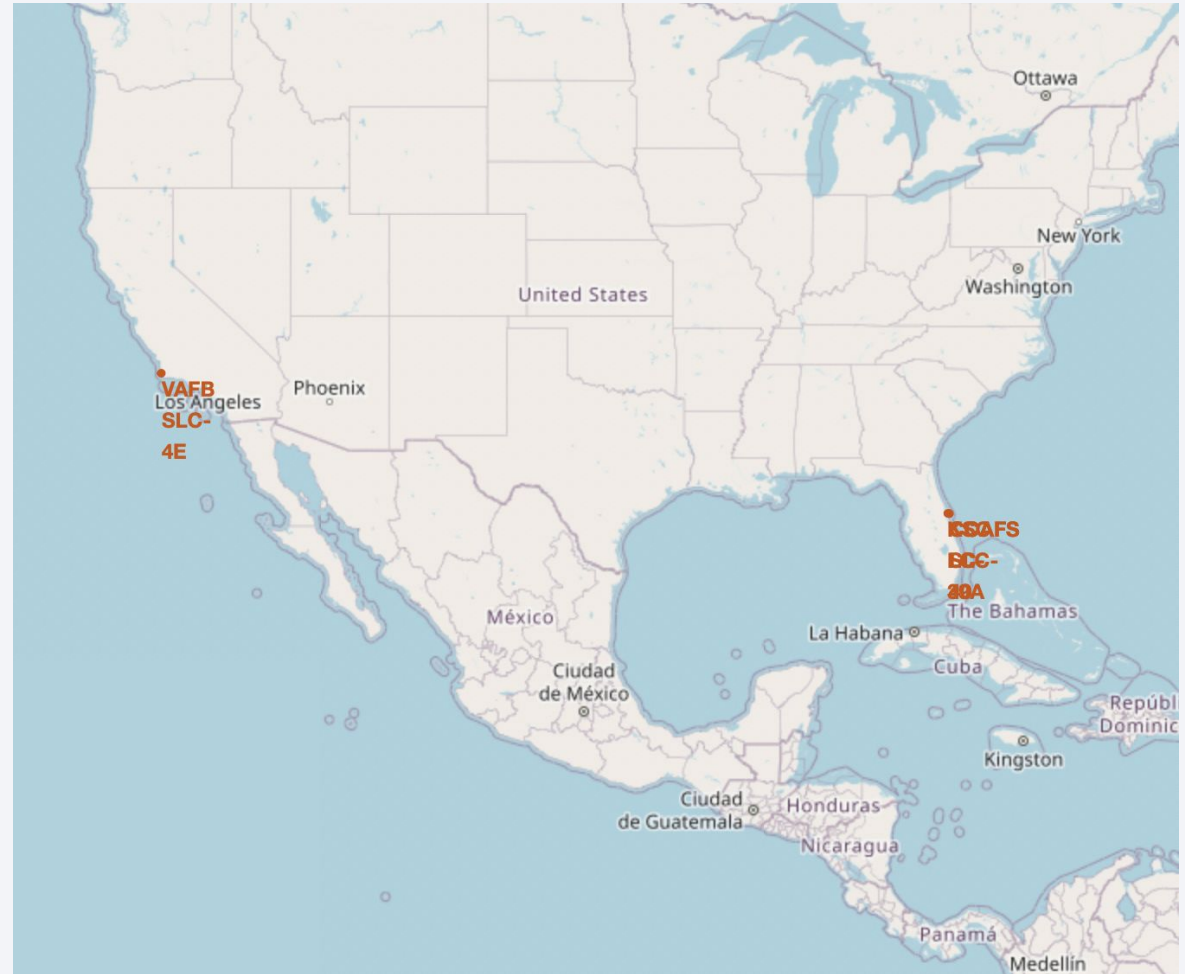 Ottawa
New York
Washington
United States
Phoenix
VAFB
Los Angeles
SLC-
4E
The Bahamas
La Habana
México
Cuba
Ciudad
de México
Repúbl
Dominic
Kingston
Ciudad
de Guatemala
Honduras
Nicaragua
Panamá
Medellín